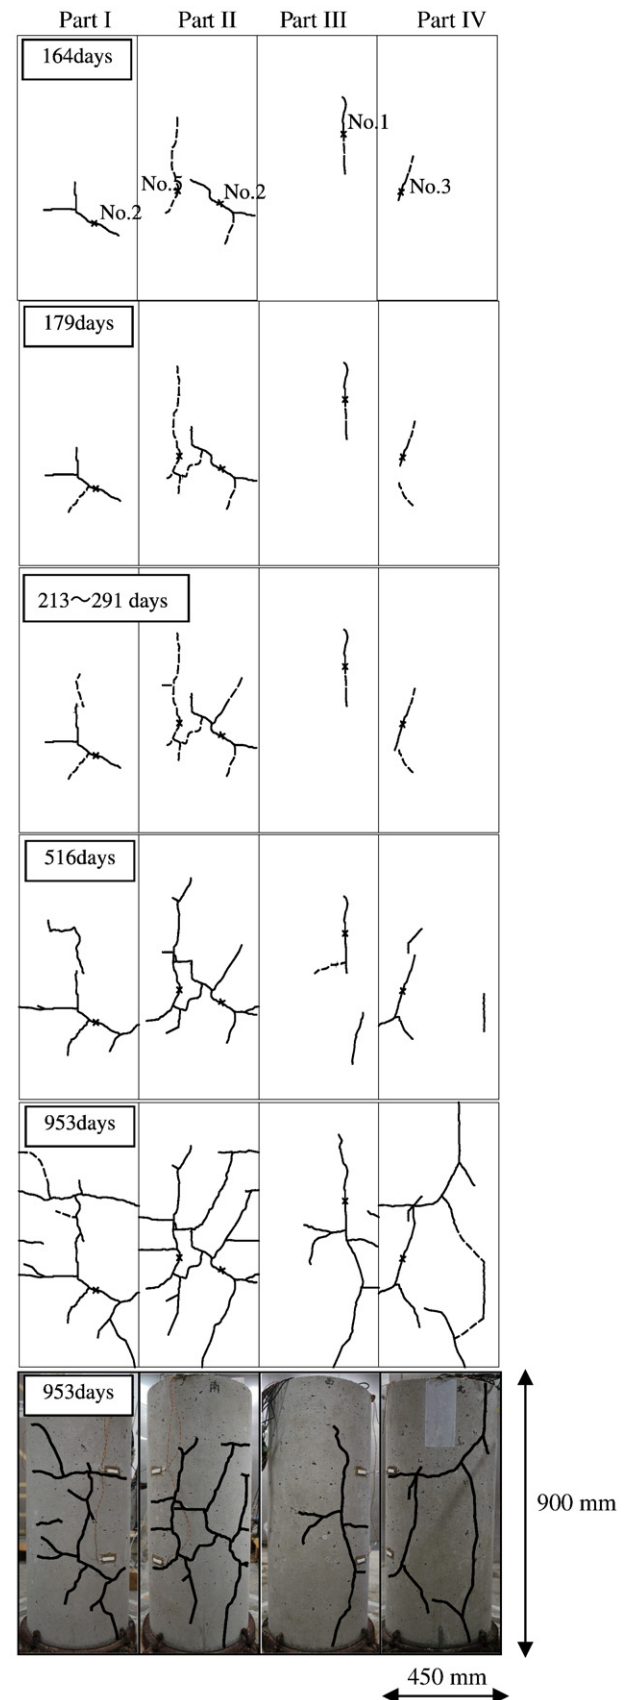 Part I Part II Part III Part IV
164days
No.1
No.5 No.2 No.3
No.2
179days
213～291 days
516days
953days
953days
南
900 mm
450 mm